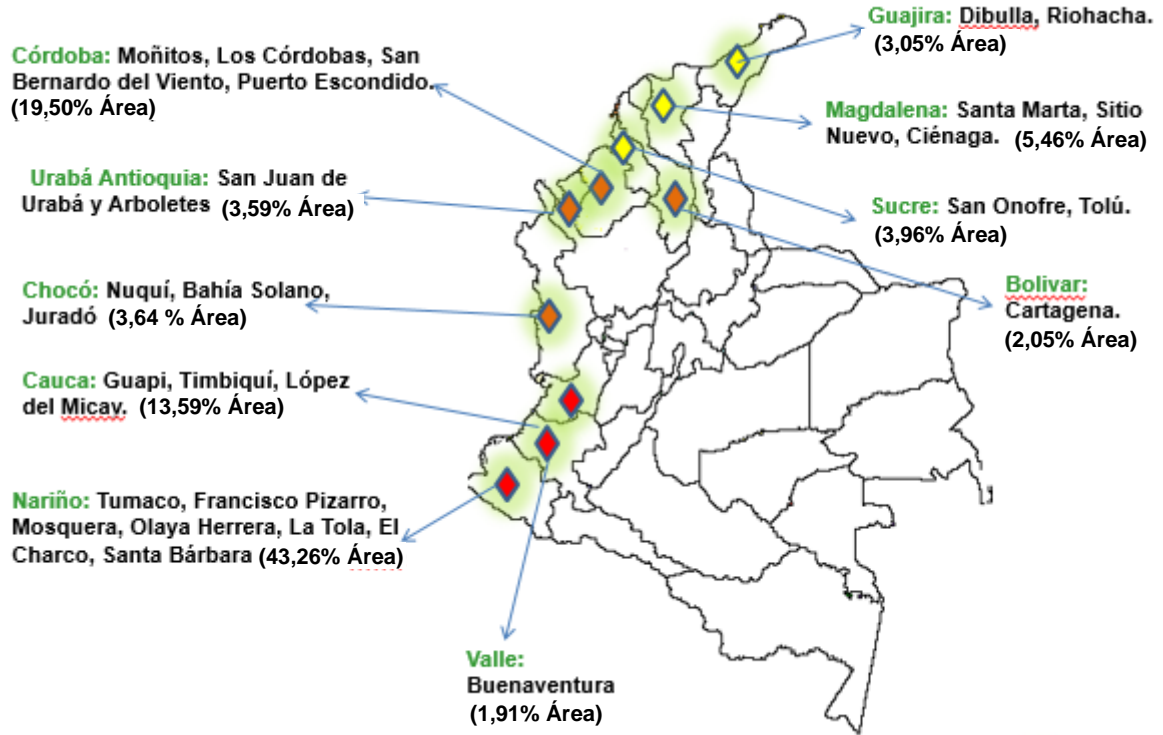 Córdoba: Moñitos, Los Córdobas, San
Bernardo del Viento, Puerto Escondido.
(19,50% Área)
Urabá Antioquia: San Juan de
Urabá y Arboletes (3,59% Área)
Chocó: Nuquí, Bahía Solano,
Juradó (3,64 % Área)
Cauca: Guapi, Timbiquí, López
del Micay. (13,59% Área)
Nariño: Tumaco, Francisco Pizarro,
Mosquera, Olaya Herrera, La Tola, El
Charco, Santa Bárbara (43,26% Área)
Valle:
Buenaventura
(1,91% Área)
Guajira: Dibulla, Riohacha.
(3,05% Área)
Magdalena: Santa Marta, Sitio
Nuevo, Ciénaga. (5,46% Área)
Sucre: San Onofre, Tolú.
(3,96% Área)
Bolivar:
Cartagena.
(2,05% Área)